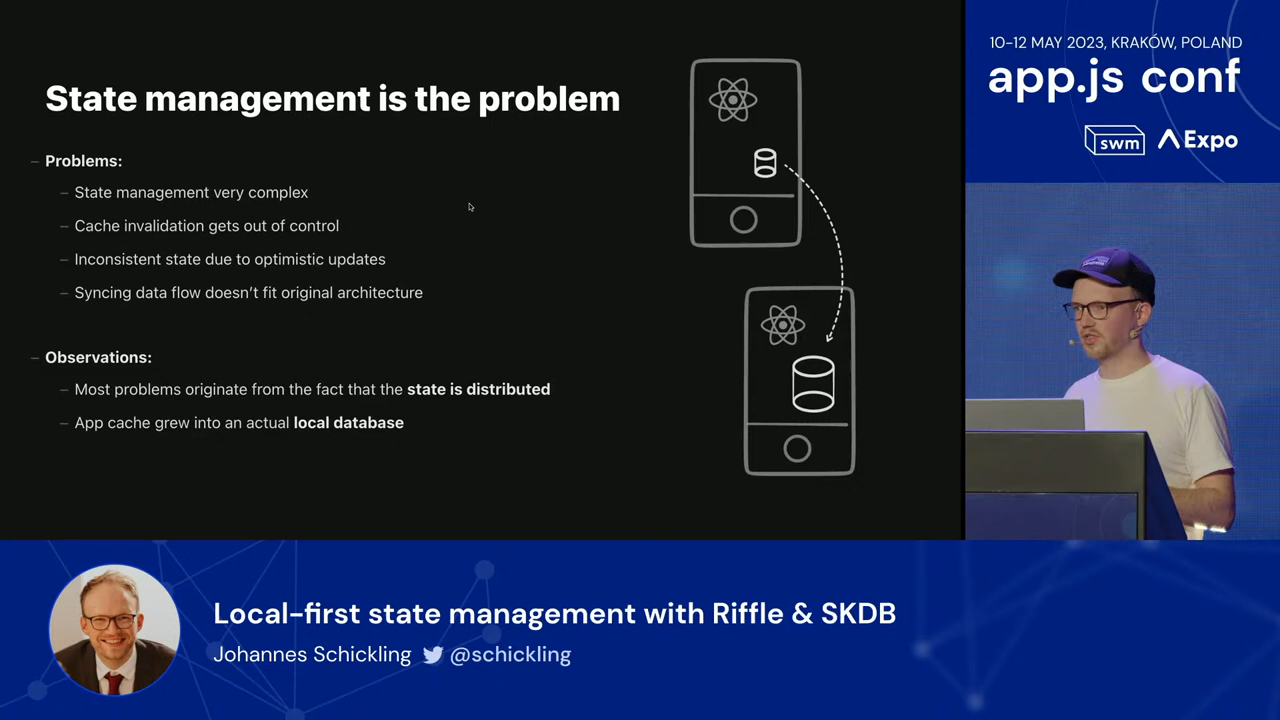 State management is the problem
– Problems:
– State management very complex
– Cache invalidation gets out of control
– Inconsistent state due to optimistic updates
– Syncing data flow doesn’t fit original architecture
– Observations:
– Most problems originate from the fact that the state is distributed
– App cache grew into an actual local database
10–12 MAY 2023, KRAKÓW, POLAND
app.js conf
swm
Expo
Local-first state management with Riffle & SKDB
Johannes Schickling @schickling